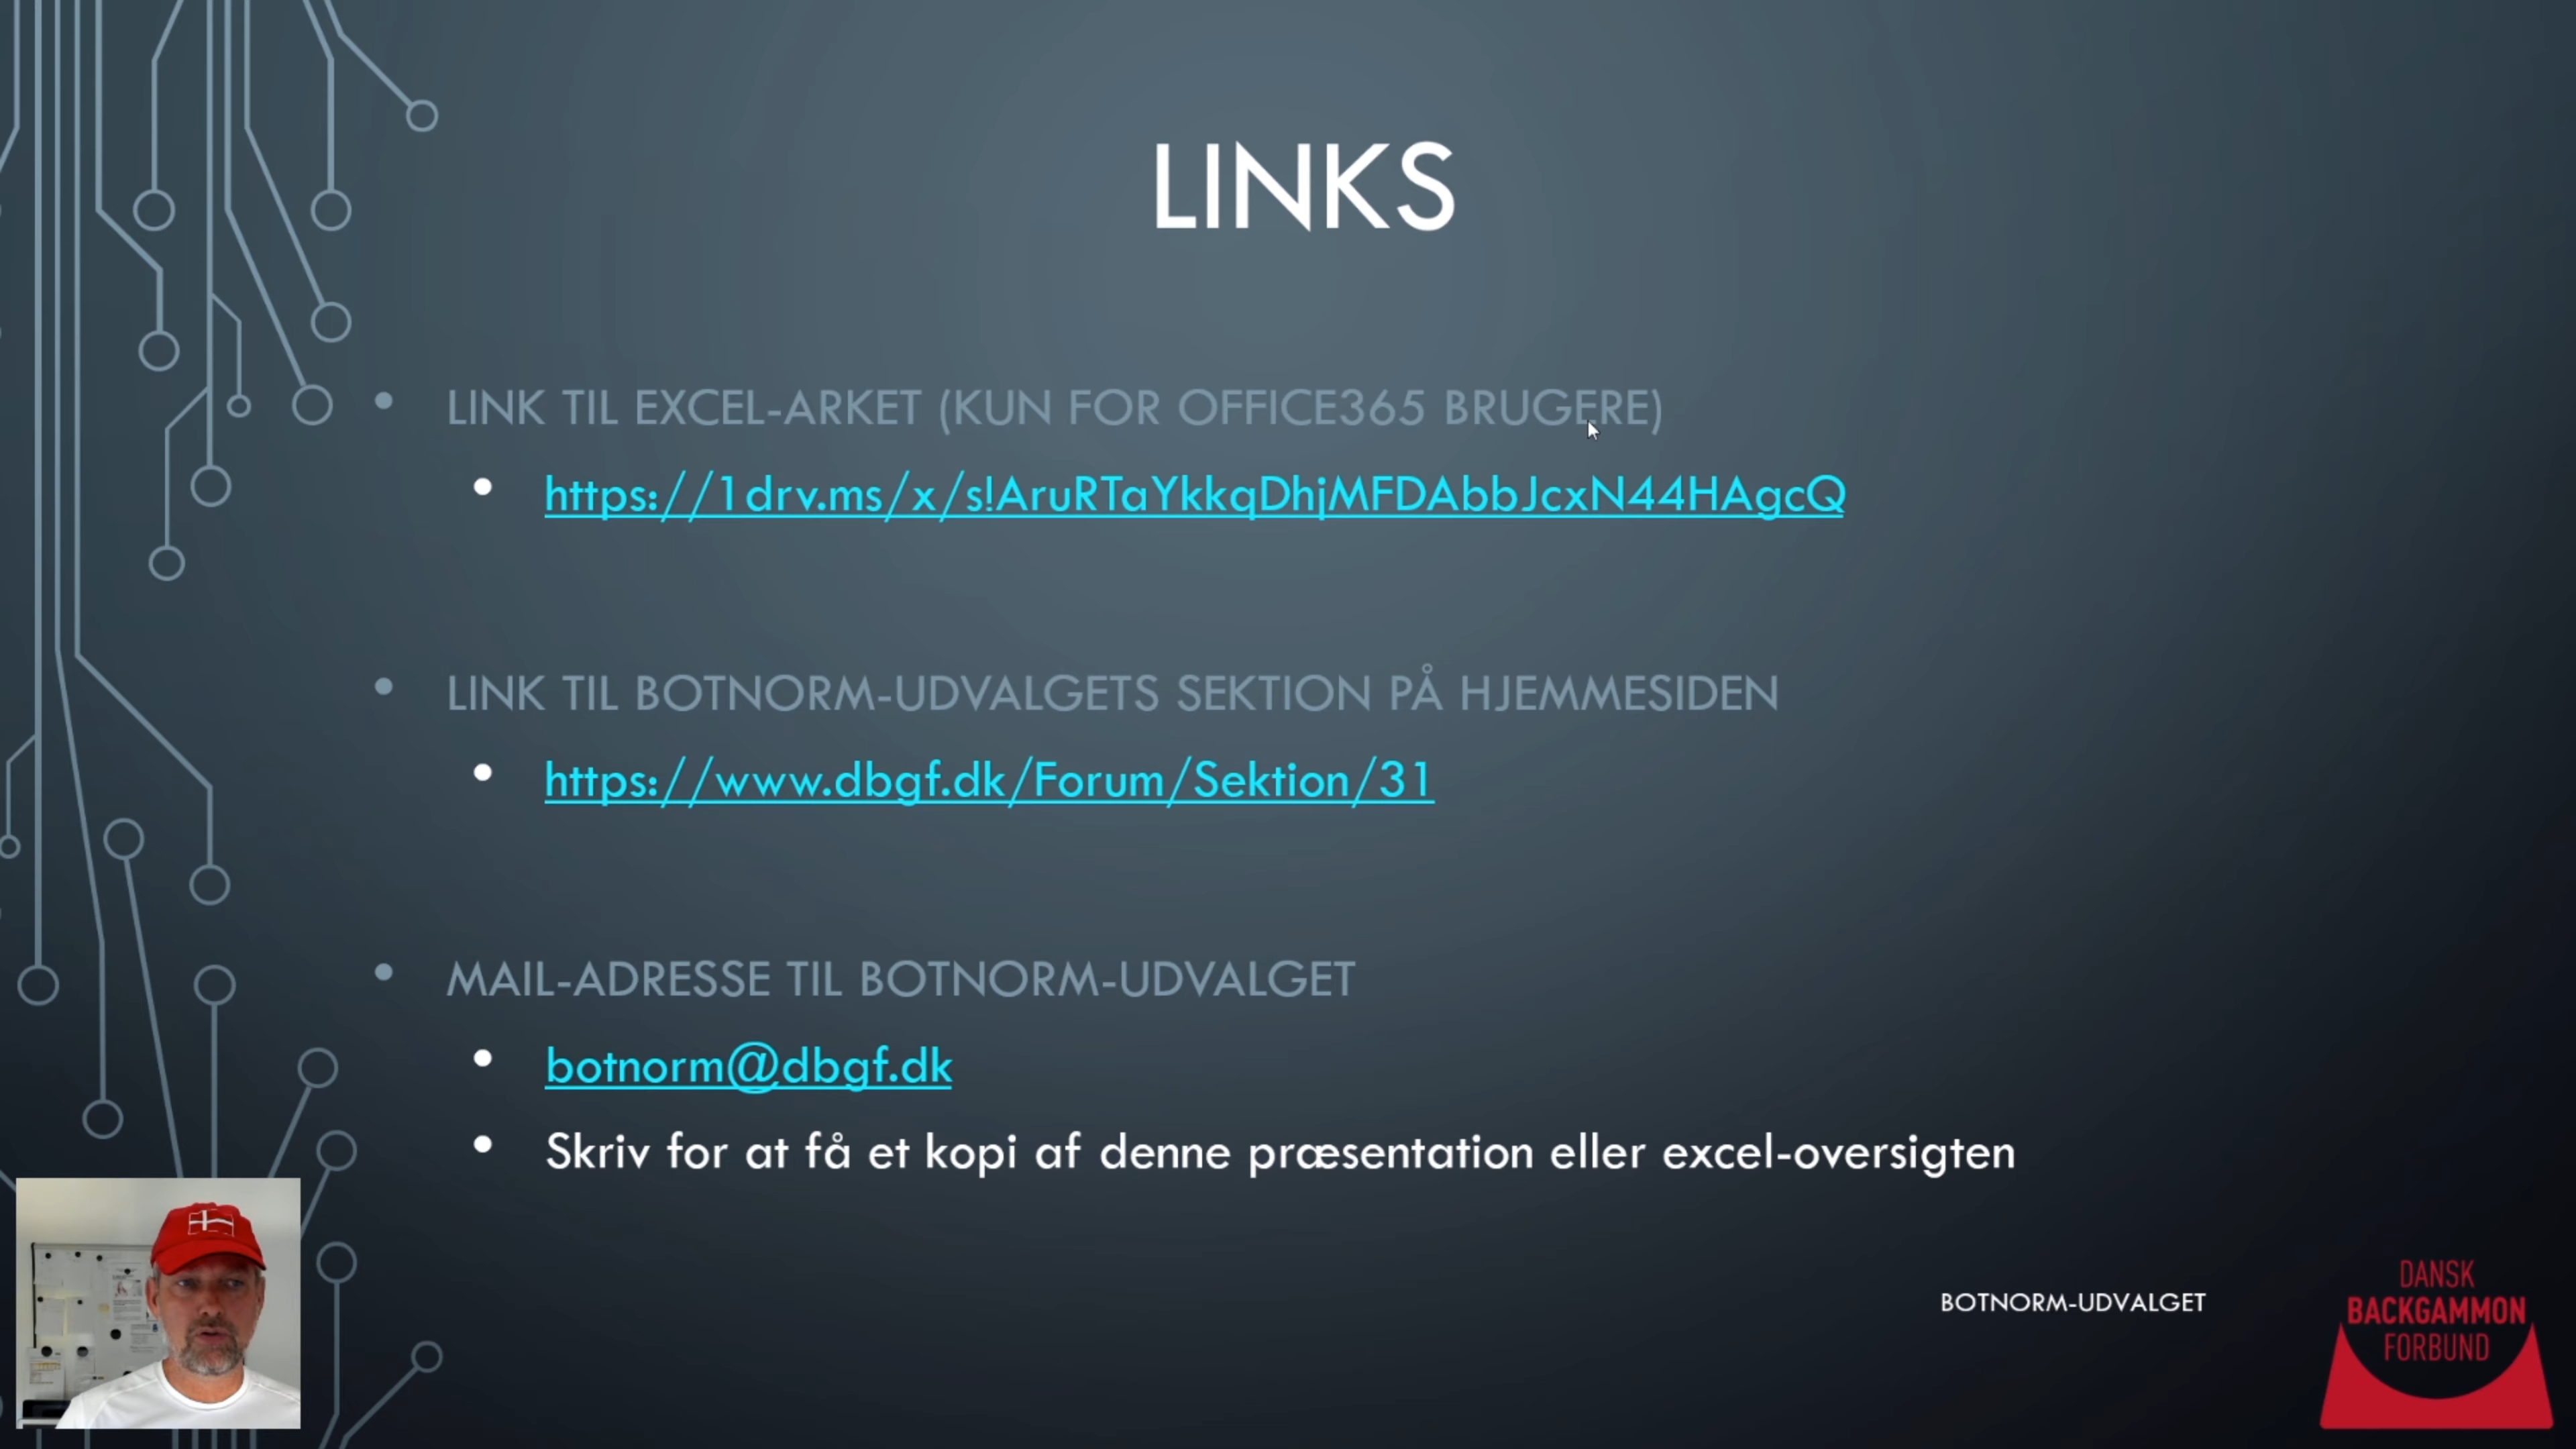 LINKS
LINK TIL EXCEL-ARKET (KUN FOR OFFICE365 BRUGERE)
https://1drv.ms/x/s!AruRTaYkkqDhjMFDAbbJcxN44HAgcQ
LINK TIL BOTNORM-UDVALGETS SEKTION PÅ HJEMMESIDEN
https://www.dbgf.dk/Forum/Sektion/31
MAIL-ADRESSE TIL BOTNORM-UDVALGET
botnorm@dbgf.dk
Skriv for at få et kopi af denne præsentation eller excel-oversigten
BOTNORM-UDVALGET
DANSK
BACKGAMMON
FORBUND